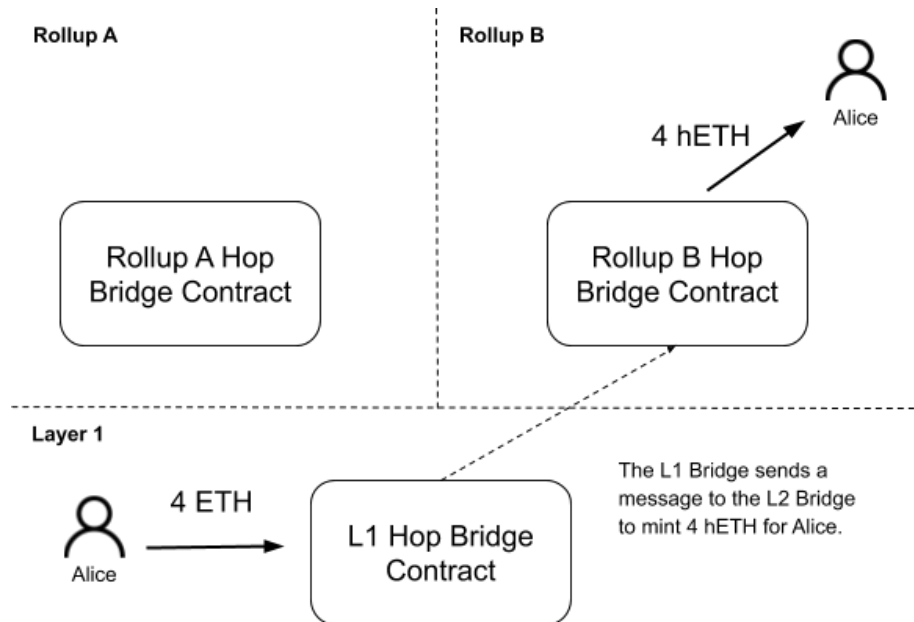 Rollup A
Rollup B
Alice
4 hETH
Rollup A Hop
Bridge Contract
Rollup B Hop
Bridge Contract
Layer 1
4 ETH
Alice
L1 Hop Bridge
Contract
The L1 Bridge sends a
message to the L2 Bridge
to mint 4 hETH for Alice.